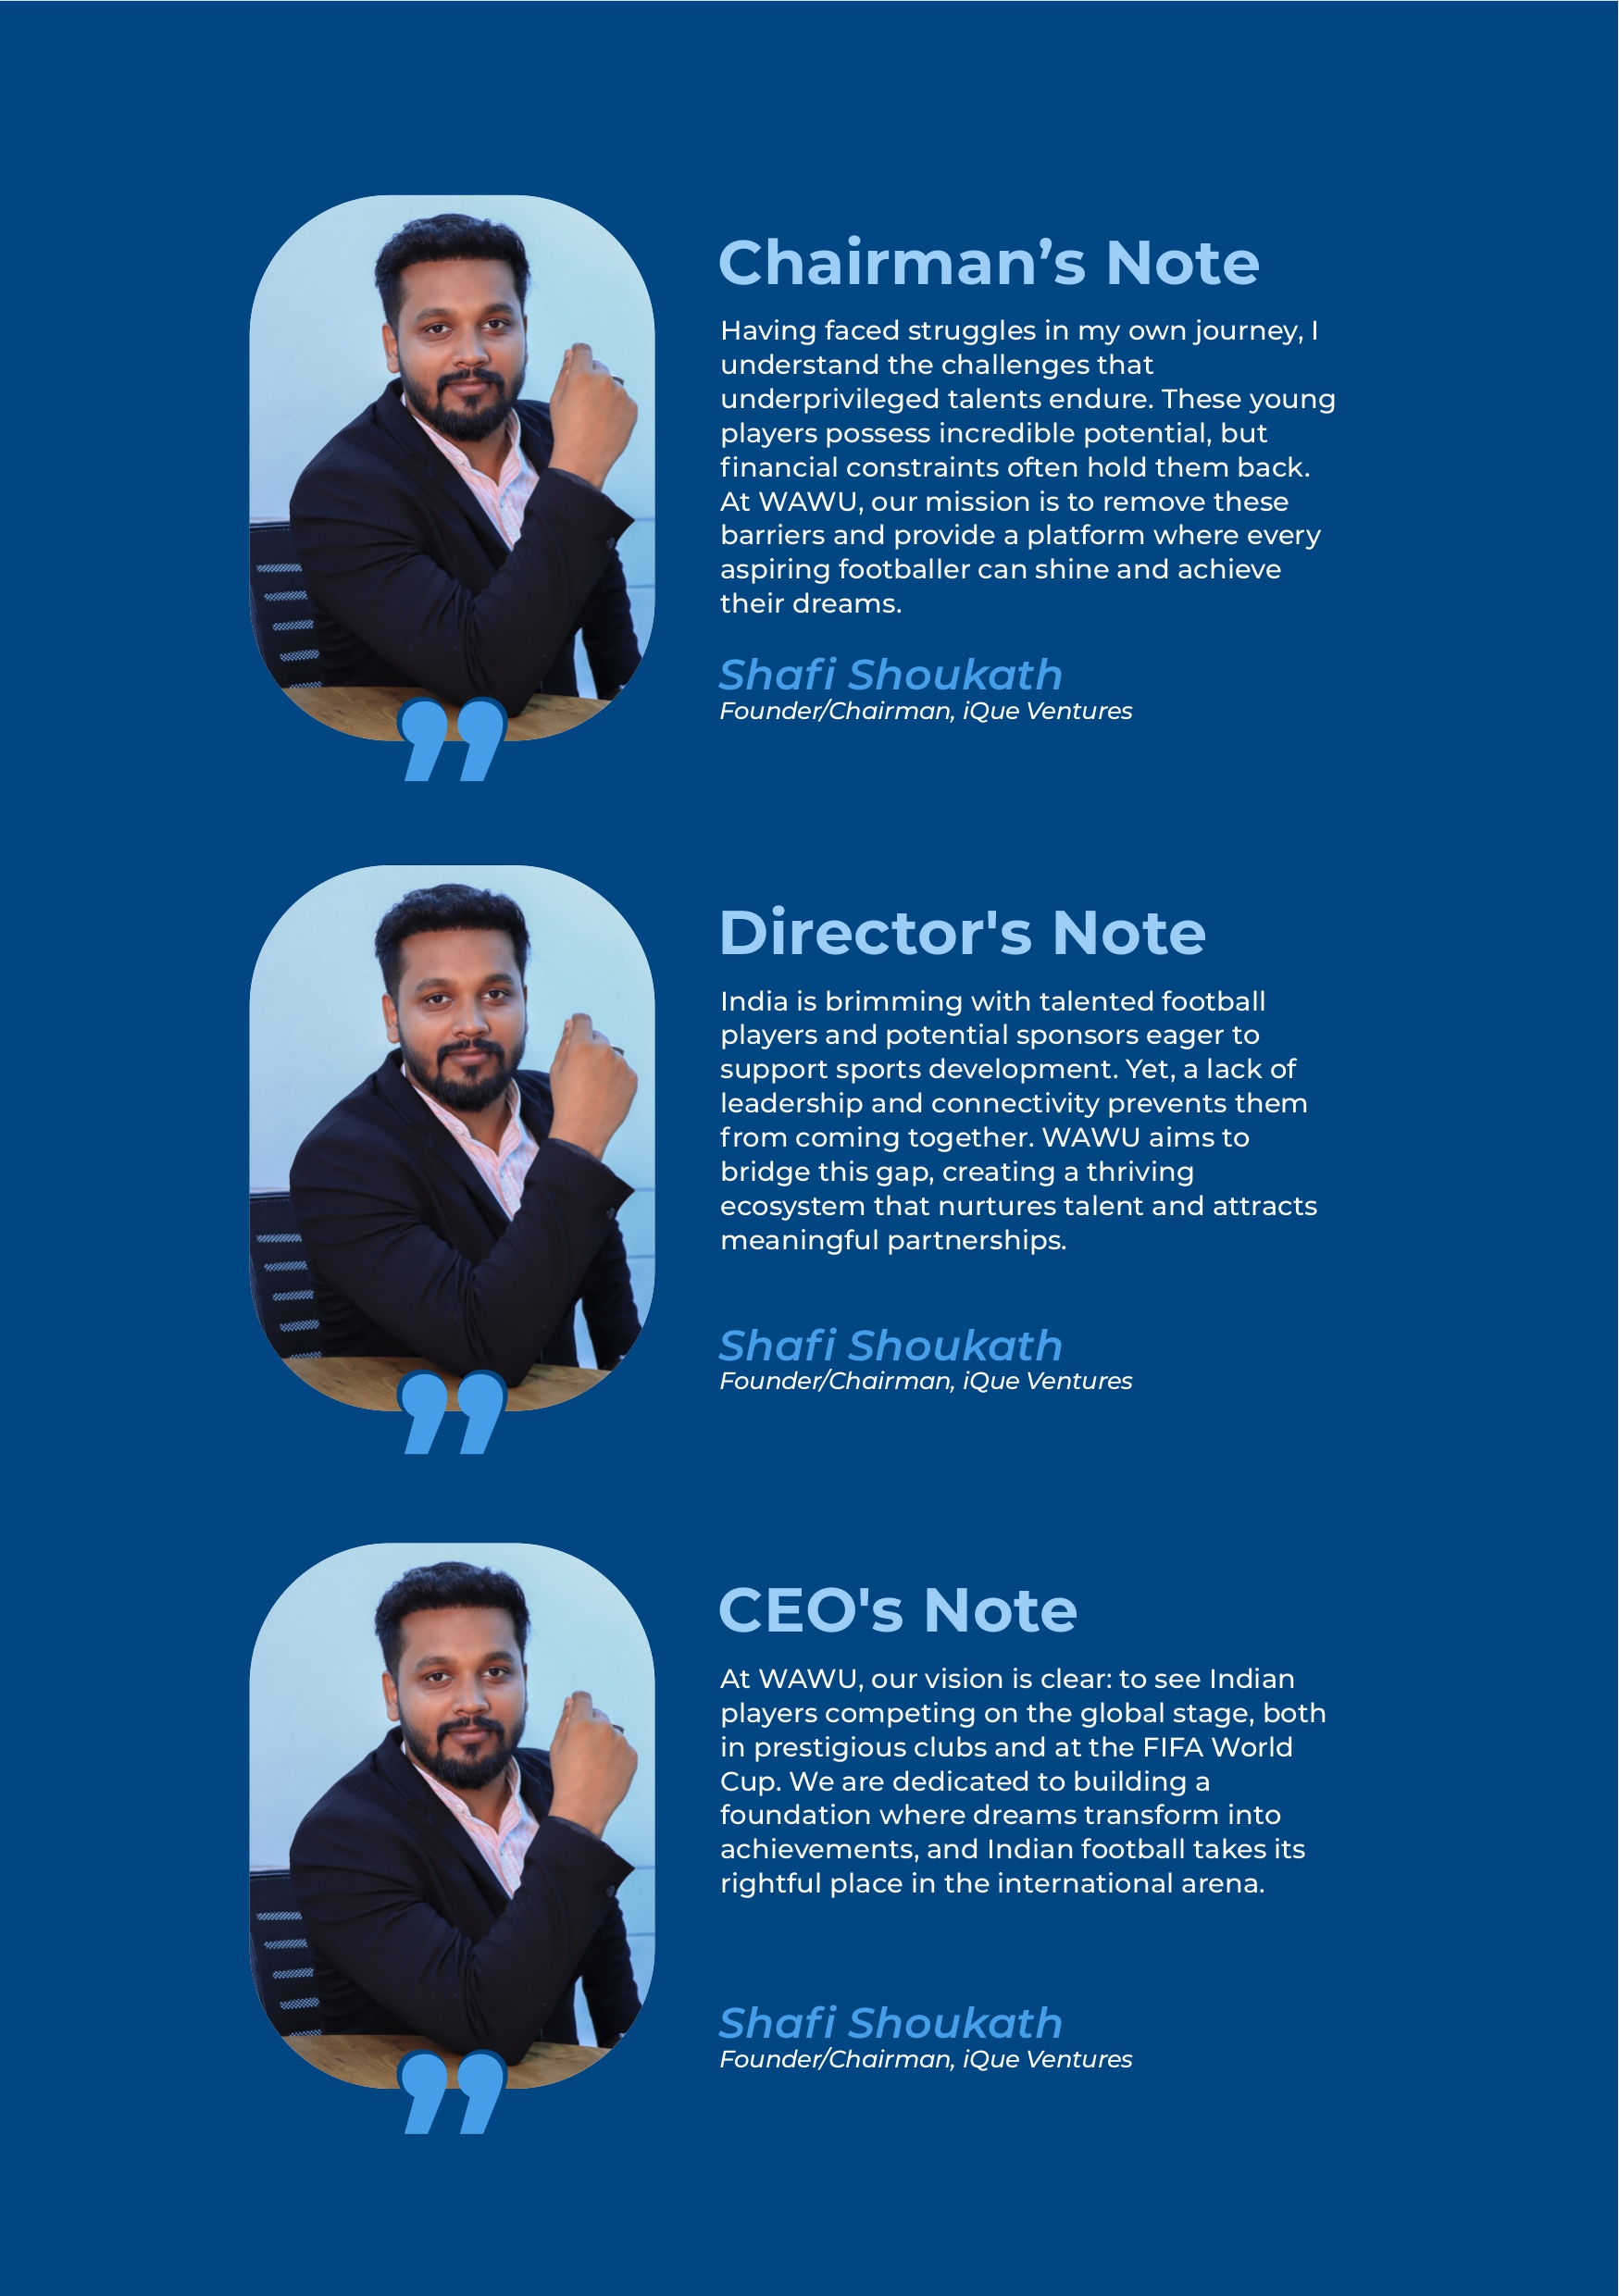 Chairman’s Note
Having faced struggles in my own journey, I
understand the challenges that
underprivileged talents endure. These young
players possess incredible potential, but
financial constraints often hold them back.
At WAWU, our mission is to remove these
barriers and provide a platform where every
aspiring footballer can shine and achieve
their dreams.
Shafi Shoukath
Founder/Chairman, iQue Ventures
Director's Note
India is brimming with talented football
players and potential sponsors eager to
support sports development. Yet, a lack of
leadership and connectivity prevents them
from coming together. WAWU aims to
bridge this gap, creating a thriving
ecosystem that nurtures talent and attracts
meaningful partnerships.
Shafi Shoukath
Founder/Chairman, iQue Ventures
CEO's Note
At WAWU, our vision is clear: to see Indian
players competing on the global stage, both
in prestigious clubs and at the FIFA World
Cup. We are dedicated to building a
foundation where dreams transform into
achievements, and Indian football takes its
rightful place in the international arena.
Shafi Shoukath
Founder/Chairman, iQue Ventures